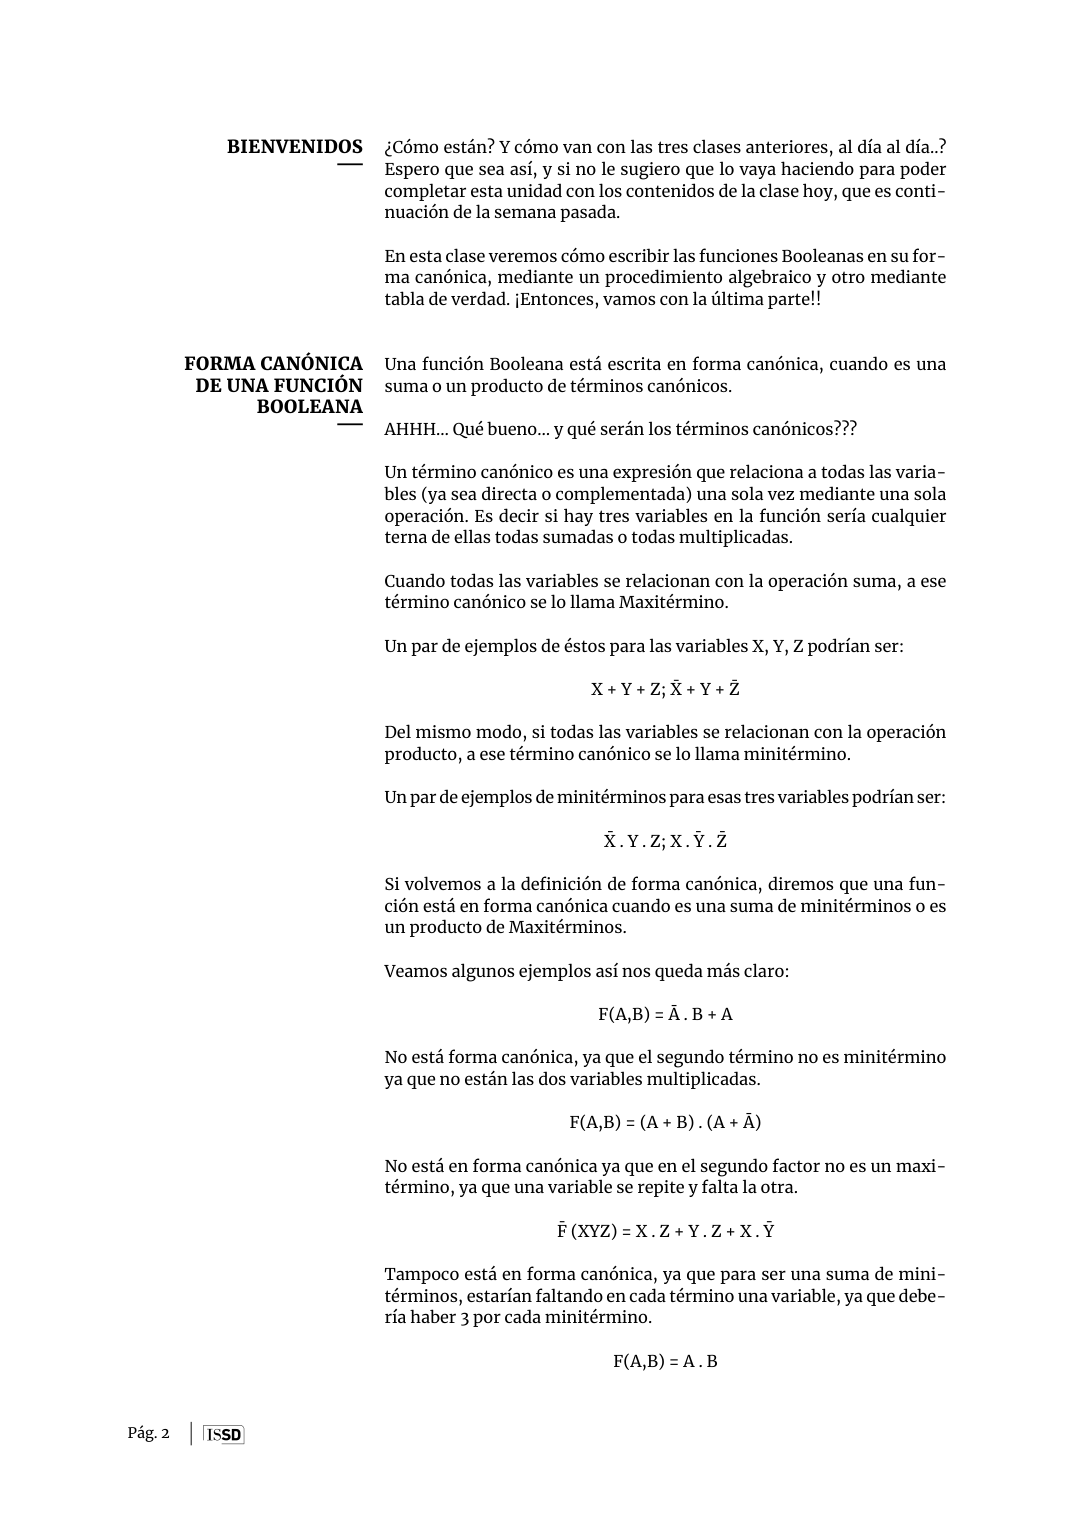 BIENVENIDOS
¿Cómo están? Y cómo van con las tres clases anteriores, al día al día..?
Espero que sea así, y si no le sugiero que lo vaya haciendo para poder
completar esta unidad con los contenidos de la clase hoy, que es conti-
nuación de la semana pasada.
En esta clase veremos cómo escribir las funciones Booleanas en su for-
ma canónica, mediante un procedimiento algebraico y otro mediante
tabla de verdad. ¡Entonces, vamos con la última parte!!
FORMA CANÓNICA
DE UNA FUNCIÓN
BOOLEANA
Una función Booleana está escrita en forma canónica, cuando es una
suma o un producto de términos canónicos.
AHHH... Qué bueno... y qué serán los términos canónicos???
Un término canónico es una expresión que relaciona a todas las varia-
bles (ya sea directa o complementada) una sola vez mediante una sola
operación. Es decir si hay tres variables en la función sería cualquier
terna de ellas todas sumadas o todas multiplicadas.
Cuando todas las variables se relacionan con la operación suma, a ese
término canónico se lo llama Maxitérmino.
Un par de ejemplos de éstos para las variables X, Y, Z podrían ser:
X + Y + Z; X̄ + Y + Z̄
Del mismo modo, si todas las variables se relacionan con la operación
producto, a ese término canónico se lo llama minitérmino.
Un par de ejemplos de minitérminos para esas tres variables podrían ser:
X̄ . Y . Z; X . Ȳ . Z̄
Si volvemos a la definición de forma canónica, diremos que una fun-
ción está en forma canónica cuando es una suma de minitérminos o es
un producto de Maxitérminos.
Veamos algunos ejemplos así nos queda más claro:
F(A,B) = Ā . B + A
No está forma canónica, ya que el segundo término no es minitérmino
ya que no están las dos variables multiplicadas.
F(A,B) = (A + B) . (A + Ā)
No está en forma canónica ya que en el segundo factor no es un maxi-
término, ya que una variable se repite y falta la otra.
F̄ (XYZ) = X . Z + Y . Z + X . Ȳ
Tampoco está en forma canónica, ya que para ser una suma de mini-
términos, estarían faltando en cada término una variable, ya que debe-
ría haber 3 por cada minitérmino.
F(A,B) = A . B
Pág. 2
ISSD